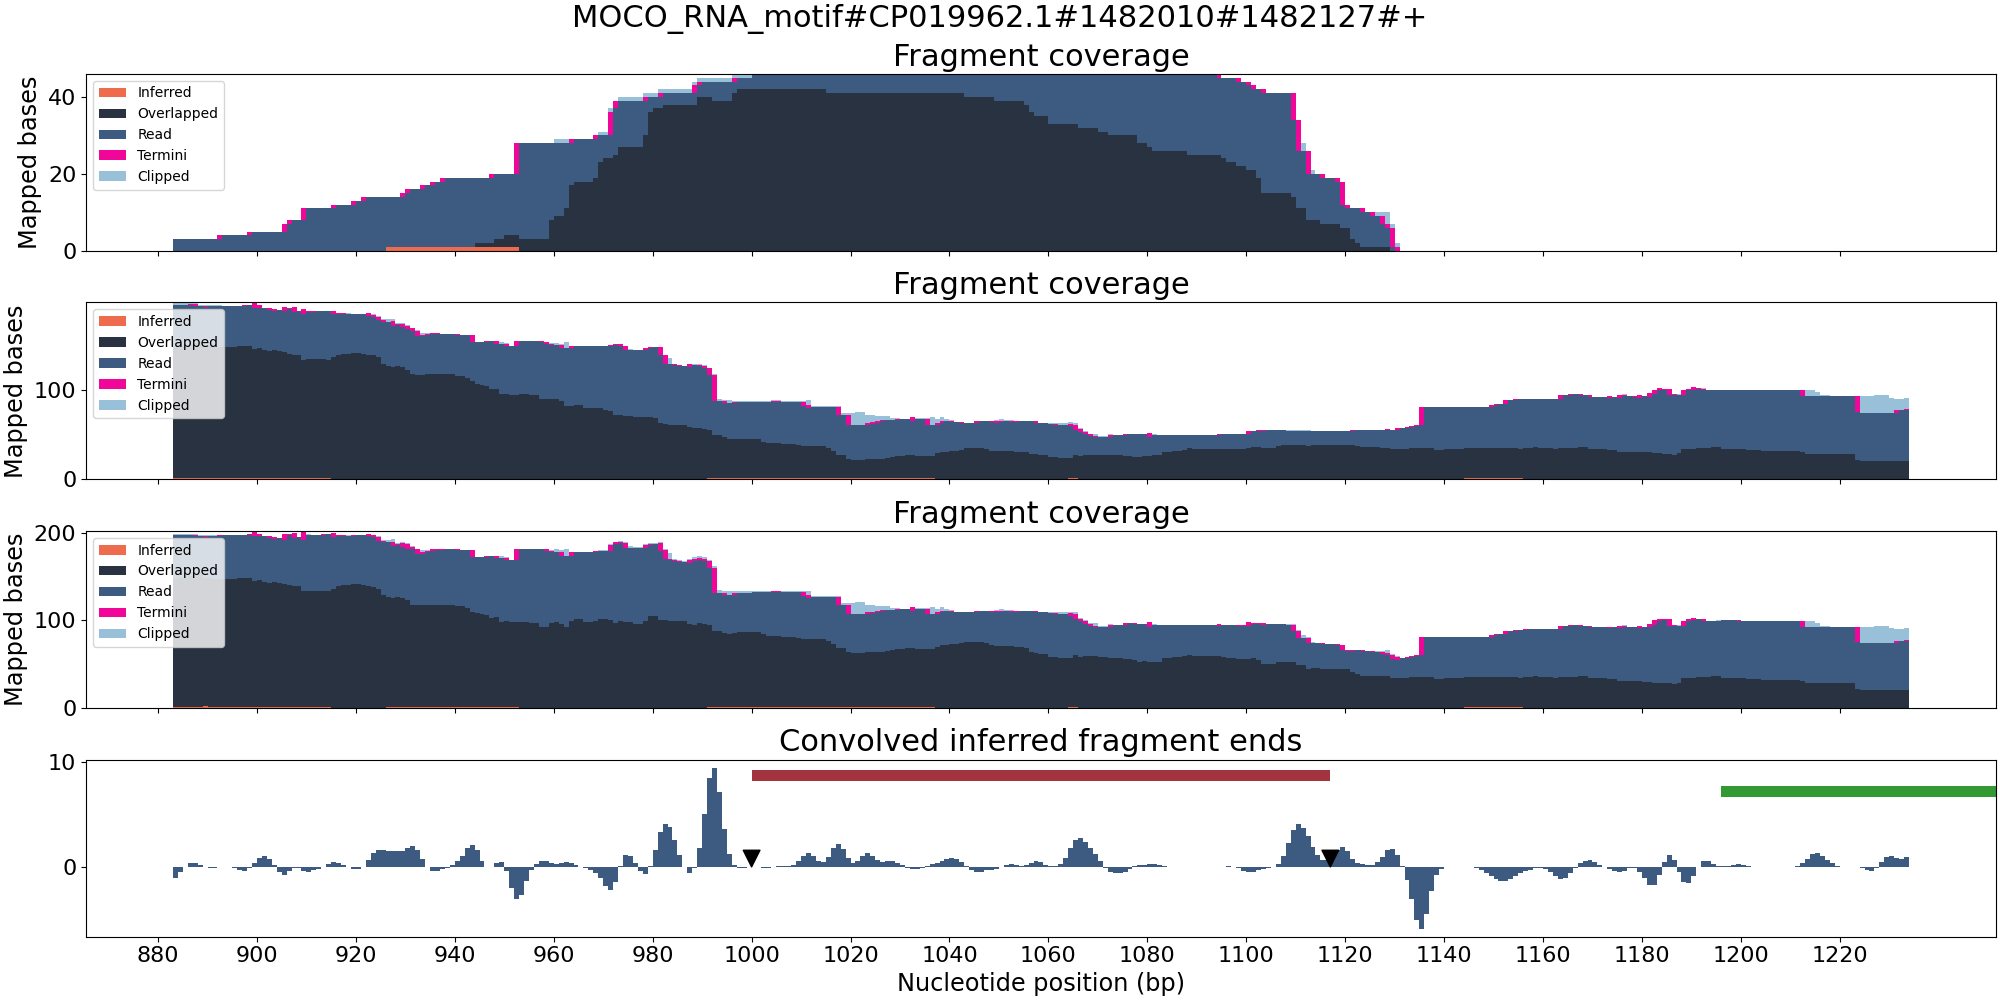 MOCO_RNA_motif#CP019962.1#1482010#1482127#+
Fragment coverage
Mapped bases
40
20
0
Inferred
Overlapped
Read
Termini
Clipped
Fragment coverage
Mapped bases
100
0
Inferred
Overlapped
Read
Termini
Clipped
Fragment coverage
Mapped bases
200
100
0
Inferred
Overlapped
Read
Termini
Clipped
Convolved inferred fragment ends
10
0
880 900 920 940 960 980 1000 1020 1040 1060 1080 1100 1120 1140 1160 1180 1200 1220
Nucleotide position (bp)